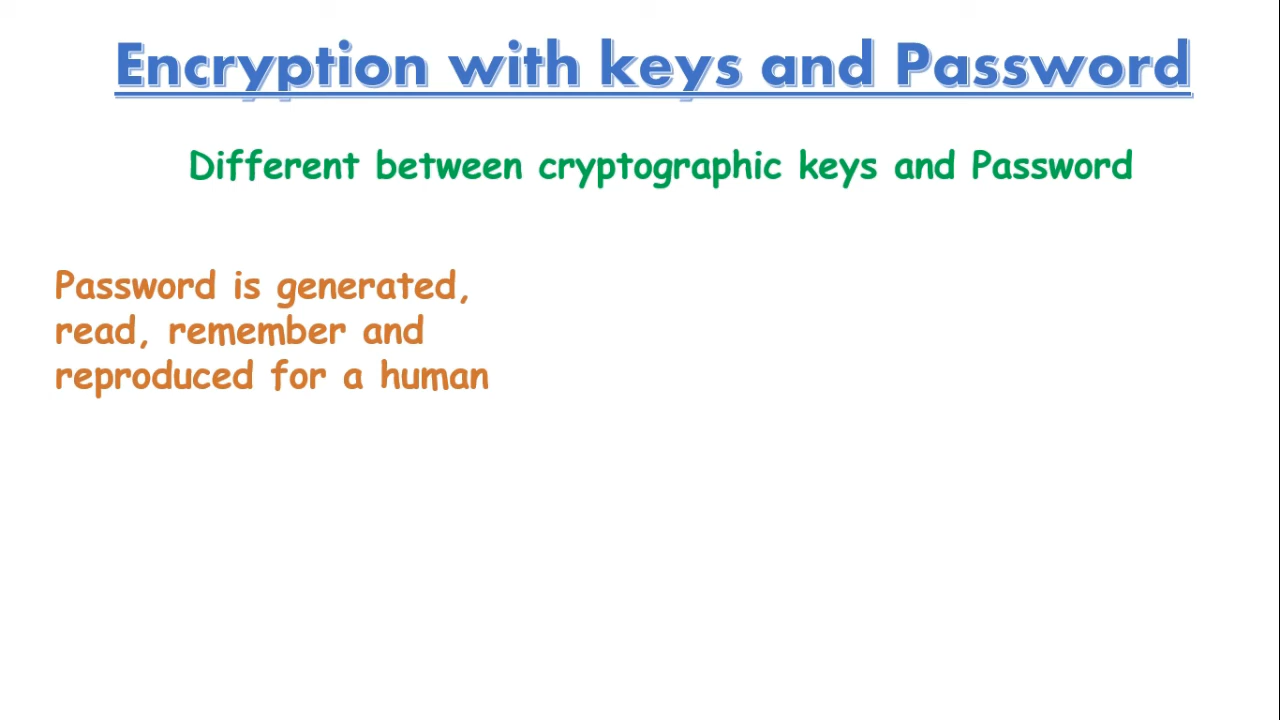 Encryption with keys and Password
Different between cryptographic keys and Password
Password is generated,
read, remember and
reproduced for a human